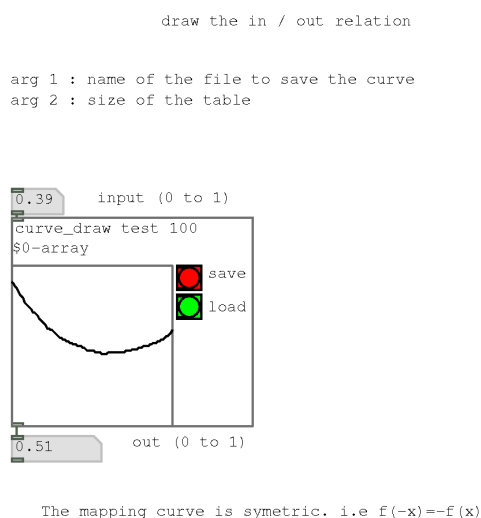 draw the in / out relation
arg 1 : name of the file to save the curve
arg 2 : size of the table
0.39 input (0 to 1)
curve_draw test 100
$0-array
save
load
0.51 out (0 to 1)
The mapping curve is symetric. i.e f(-x)=-f(x)